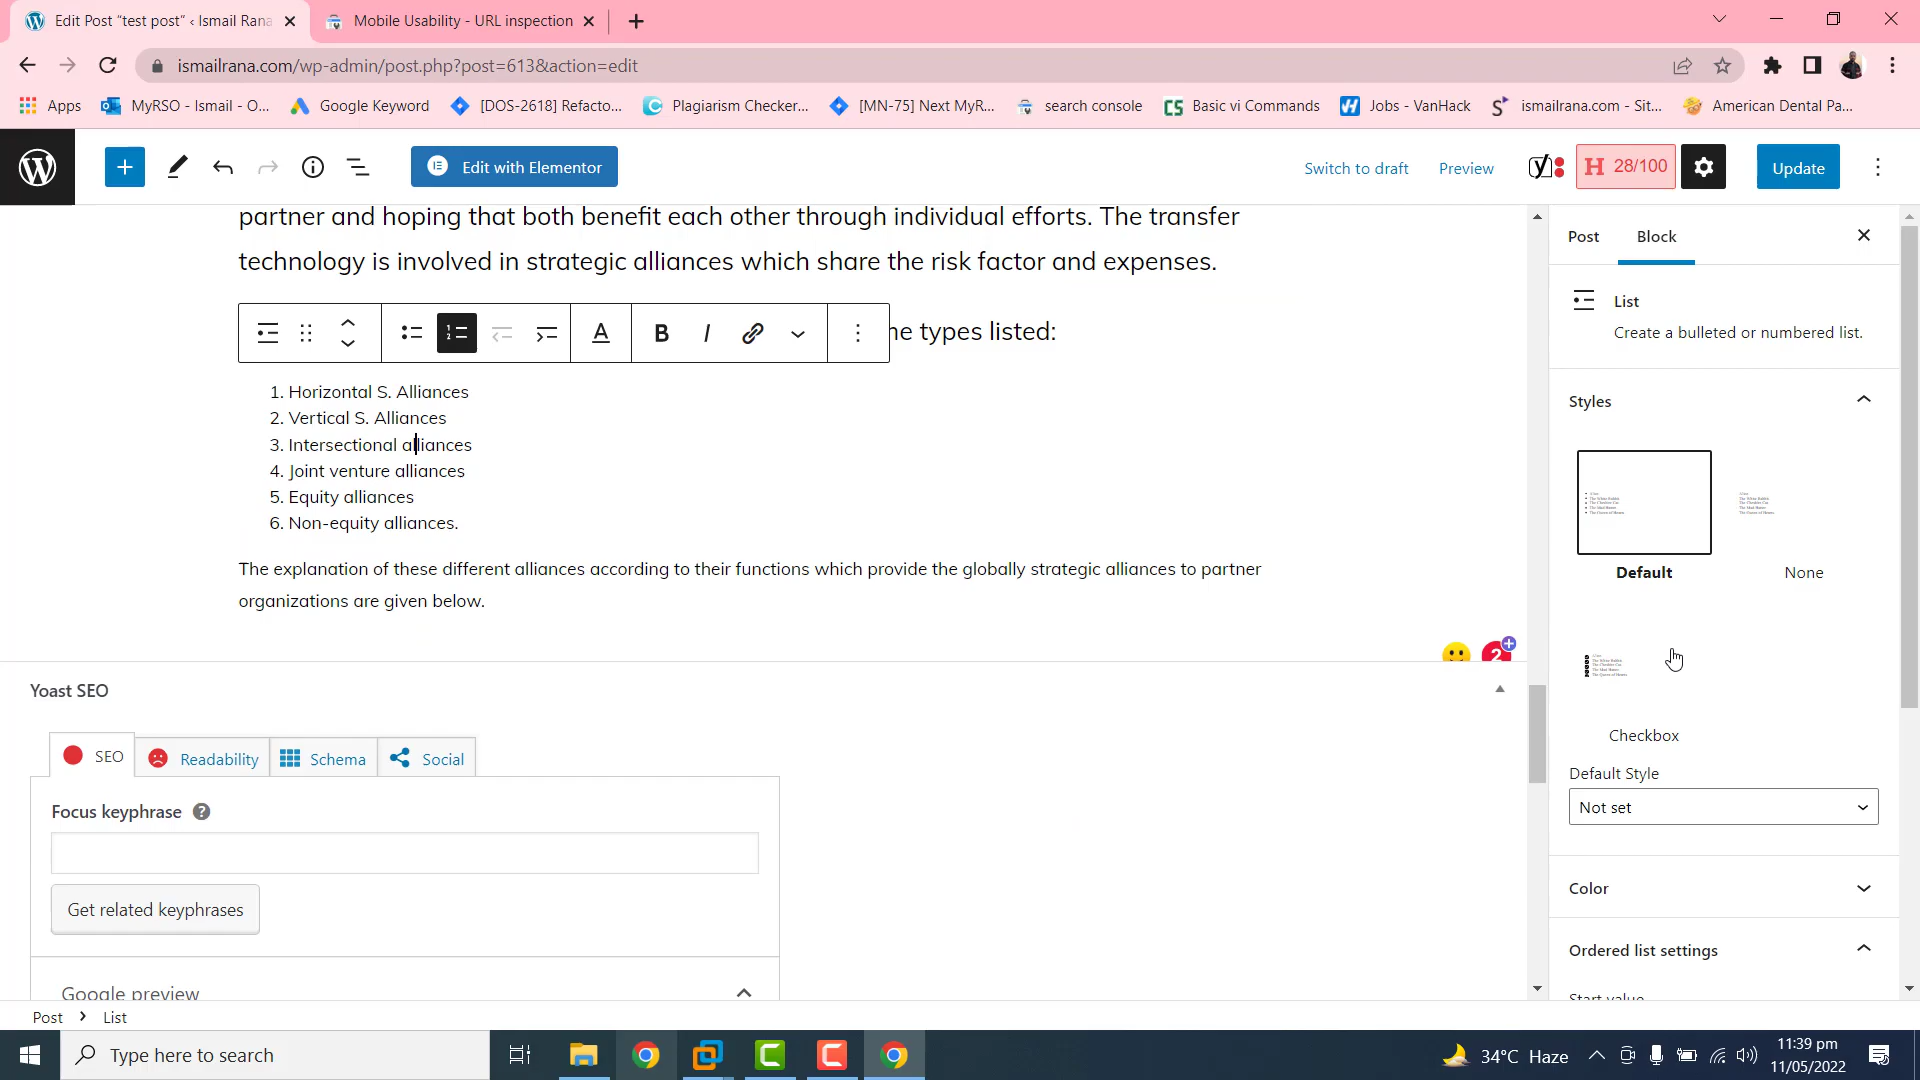 Edit Post “test post” ‹ Ismail Rana
Mobile Usability - URL inspection
ismailrana.com/wp-admin/post.php?post=613&action=edit
Apps
MyRSO - Ismail - O...
Google Keyword
[DOS-2618] Refacto...
Plagiarism Checker...
[MN-75] Next MyR...
search console
Basic vi Commands
Jobs - VanHack
ismailrana.com - Sit...
American Dental Pa...
Edit with Elementor
Switch to draft
Preview
H 28/100
Update
partner and hoping that both benefit each other through individual efforts. The transfer
technology is involved in strategic alliances which share the risk factor and expenses.
types listed:
1. Horizontal S. Alliances
2. Vertical S. Alliances
3. Intersectional alliances
4. Joint venture alliances
5. Equity alliances
6. Non-equity alliances.
The explanation of these different alliances according to their functions which provide the globally strategic alliances to partner
organizations are given below.
2
Yoast SEO
SEO
Readability
Schema
Social
Focus keyphrase
Get related keyphrases
Google preview
Post
Block
List
Create a bulleted or numbered list.
Styles
Default
None
Checkbox
Default Style
Not set
Color
Ordered list settings
Start value
Post
List
Type here to search
34°C Haze
11:39 pm
11/05/2022